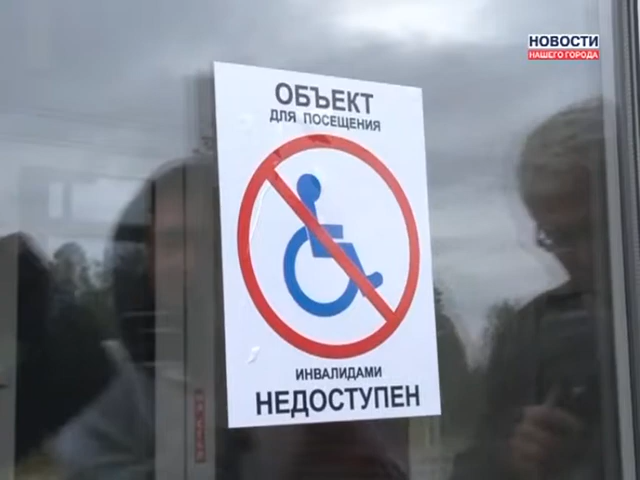 НОВОСТИ
НАШЕГО ГОРОДА
ОБЪЕКТ
ДЛЯ ПОСЕЩЕНИЯ
ИНВАЛИДАМИ
НЕДОСТУПЕН